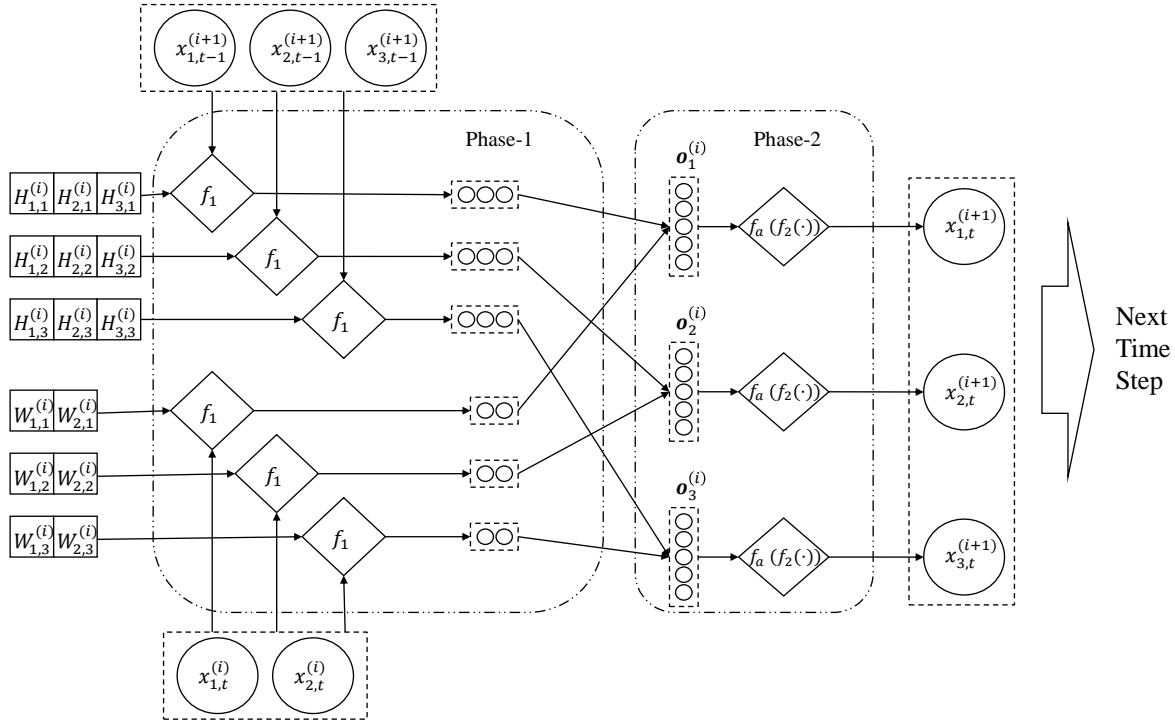 x_{1,t−1}^{(i+1)} x_{2,t−1}^{(i+1)} x_{3,t−1}^{(i+1)}
Phase-1
Phase-2
o_1^{(i)}
H_{1,1}^{(i)} H_{2,1}^{(i)} H_{3,1}^{(i)} f_1 f_a (f_2(·)) x_{1,t}^{(i+1)}
H_{1,2}^{(i)} H_{2,2}^{(i)} H_{3,2}^{(i)} f_1
H_{1,3}^{(i)} H_{2,3}^{(i)} H_{3,3}^{(i)} f_1
o_2^{(i)}
W_{1,1}^{(i)} W_{2,1}^{(i)} f_1 f_a (f_2(·)) x_{2,t}^{(i+1)}
W_{1,2}^{(i)} W_{2,2}^{(i)} f_1
o_3^{(i)}
W_{1,3}^{(i)} W_{2,3}^{(i)} f_1 f_a (f_2(·)) x_{3,t}^{(i+1)}
x_{1,t}^{(i)} x_{2,t}^{(i)}
Next
Time
Step